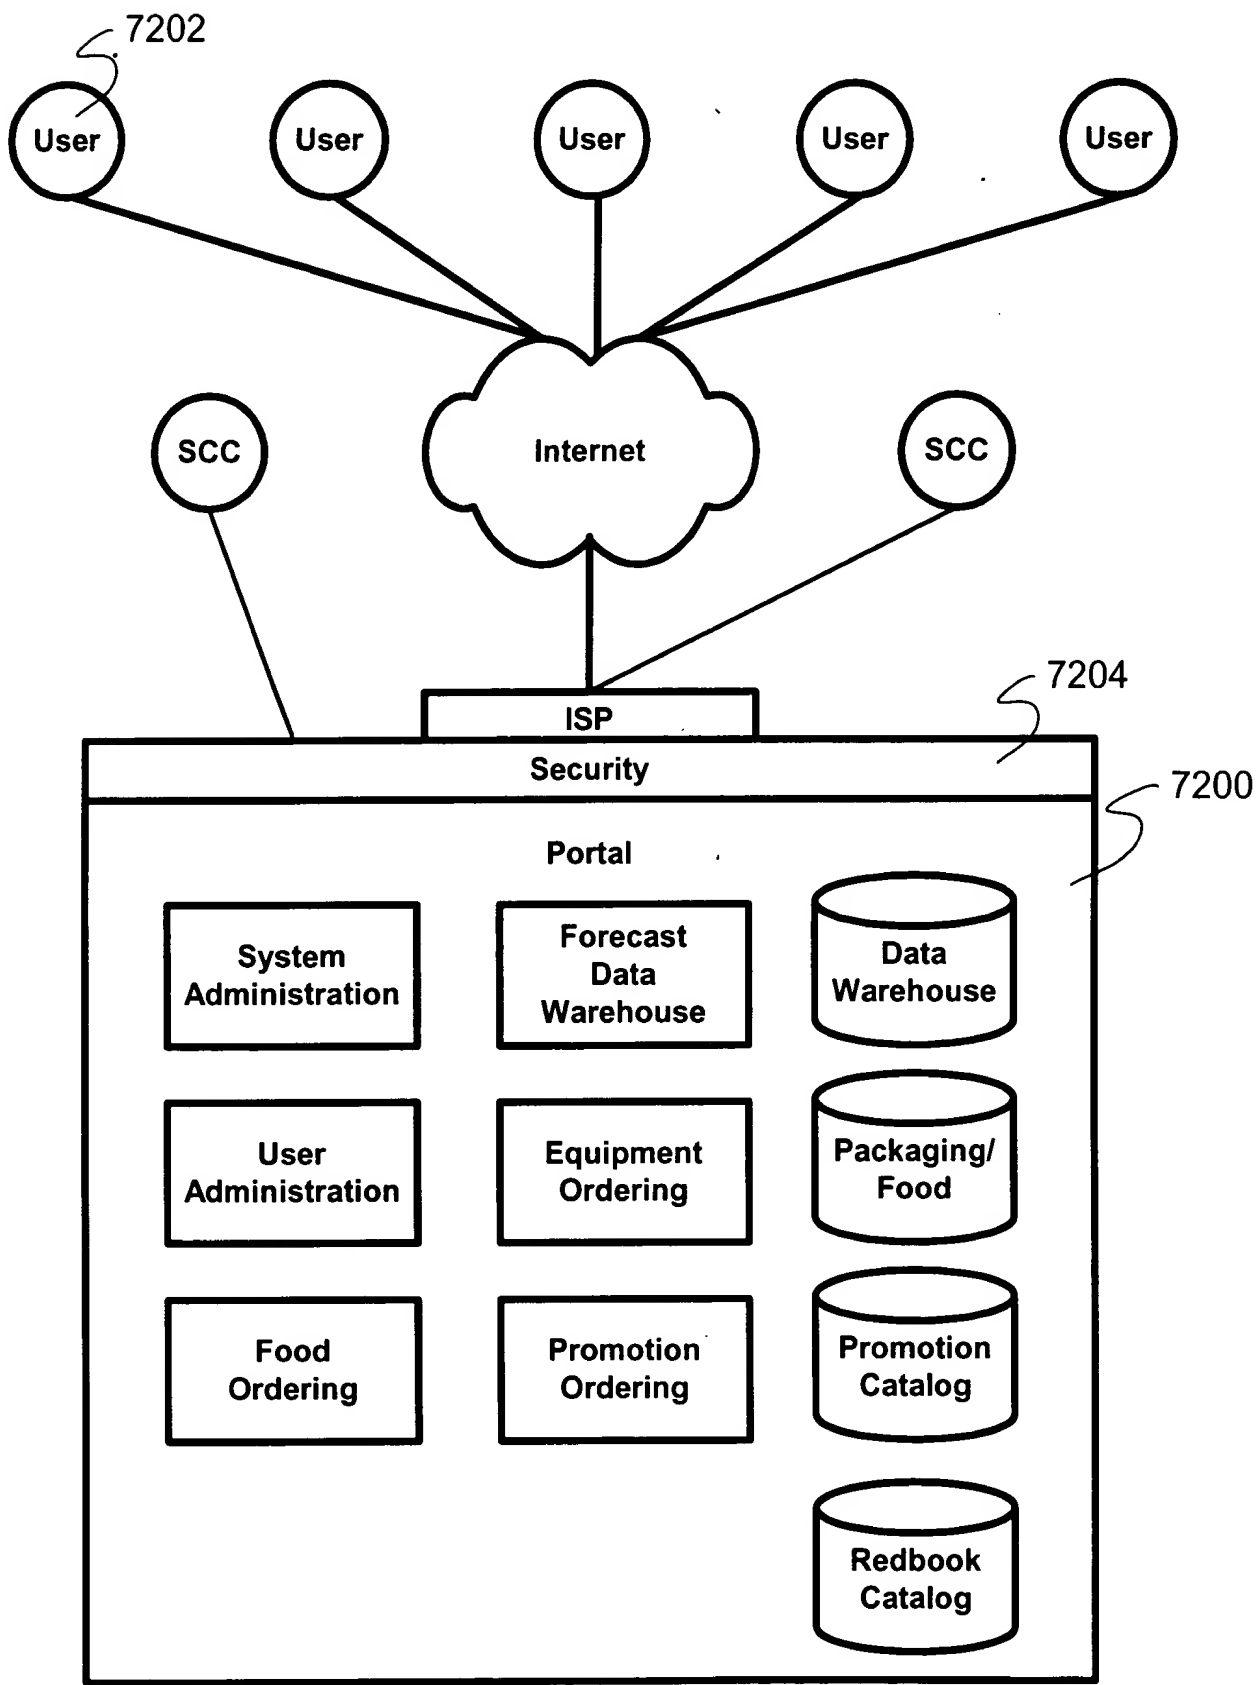 7202
User
User
User
User
User
SCC
Internet
SCC
7204
ISP
Security
7200
Portal
System
Administration
Forecast
Data
Warehouse
Data
Warehouse
User
Administration
Equipment
Ordering
Packaging/
Food
Food
Ordering
Promotion
Ordering
Promotion
Catalog
Redbook
Catalog